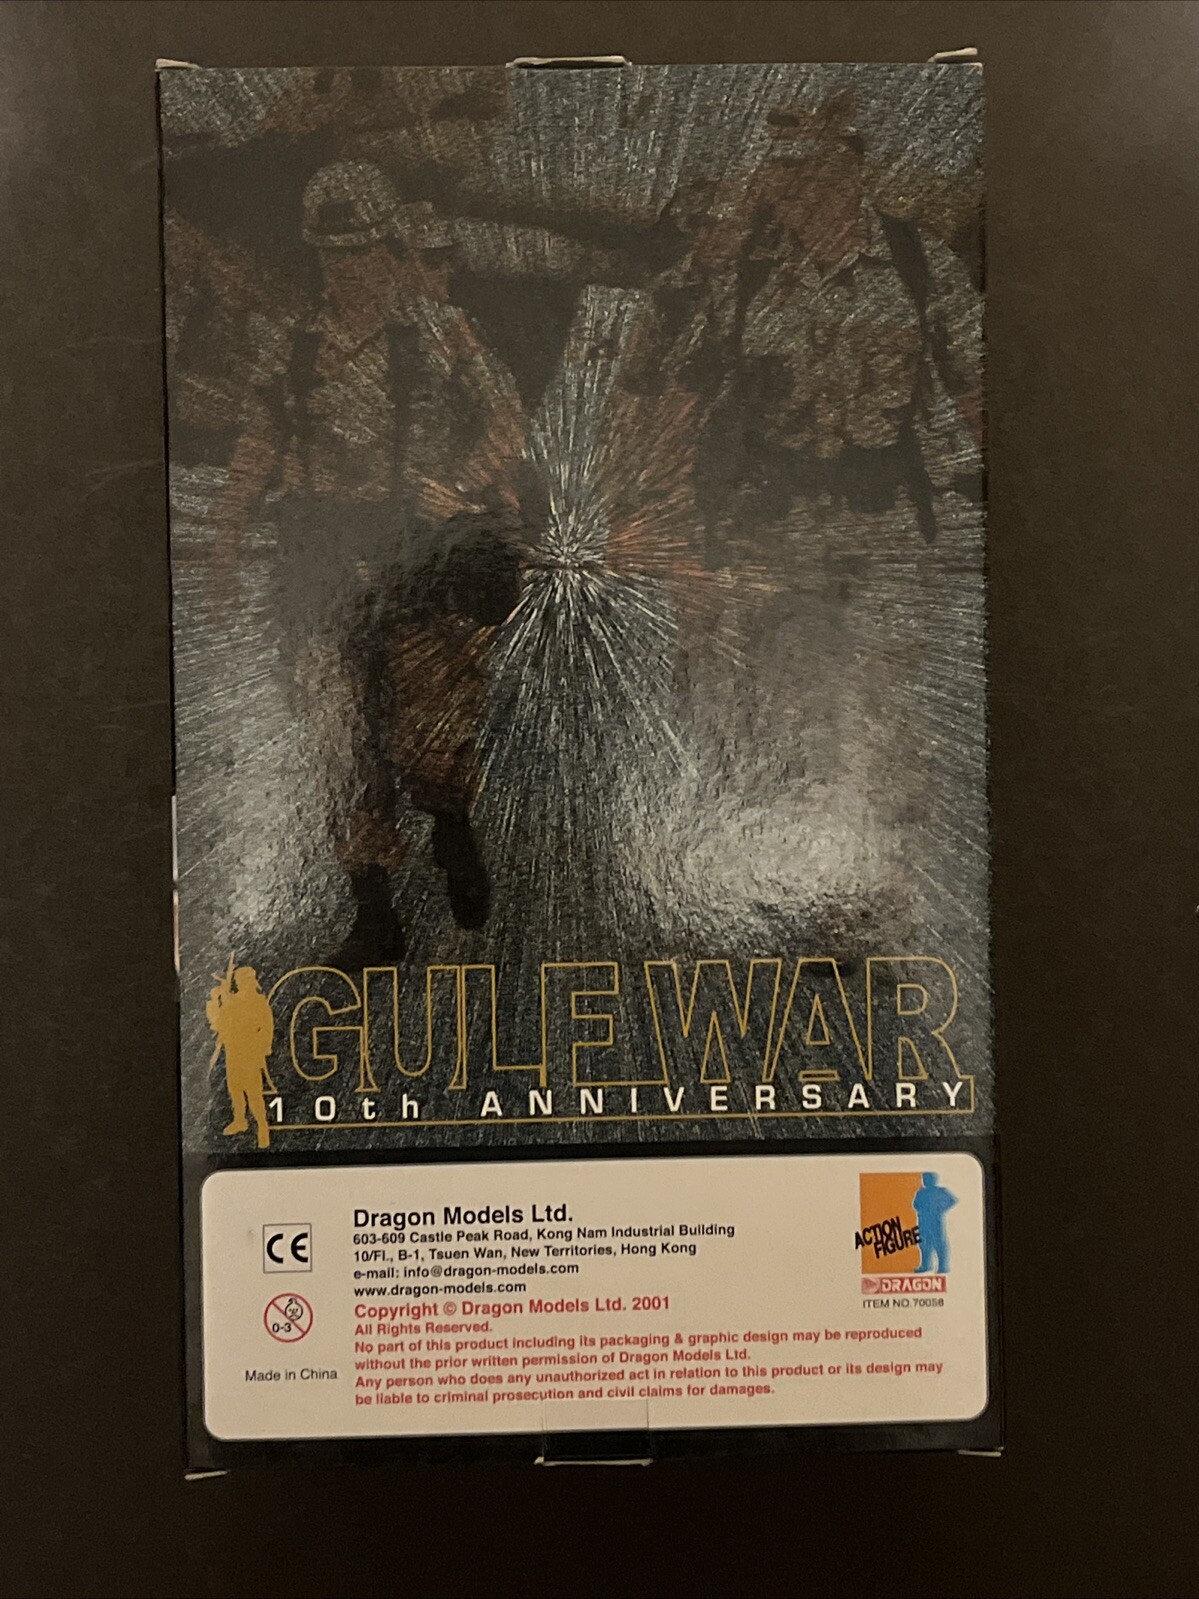 GULF WAR
10th ANNIVERSARY
CE
0-3
Made in China
Dragon Models Ltd.
603-609 Castle Peak Road, Kong Nam Industrial Building
10/Fl., B-1, Tsuen Wan, New Territories, Hong Kong
e-mail: info@dragon-models.com
www.dragon-models.com
Copyright © Dragon Models Ltd. 2001
All Rights Reserved.
No part of this product including its packaging & graphic design may be reproduced
without the prior written permission of Dragon Models Ltd.
Any person who does any unauthorized act in relation to this product or its design may
be liable to criminal prosecution and civil claims for damages.
ACTION
FIGURE
DRAGON
ITEM NO.70058